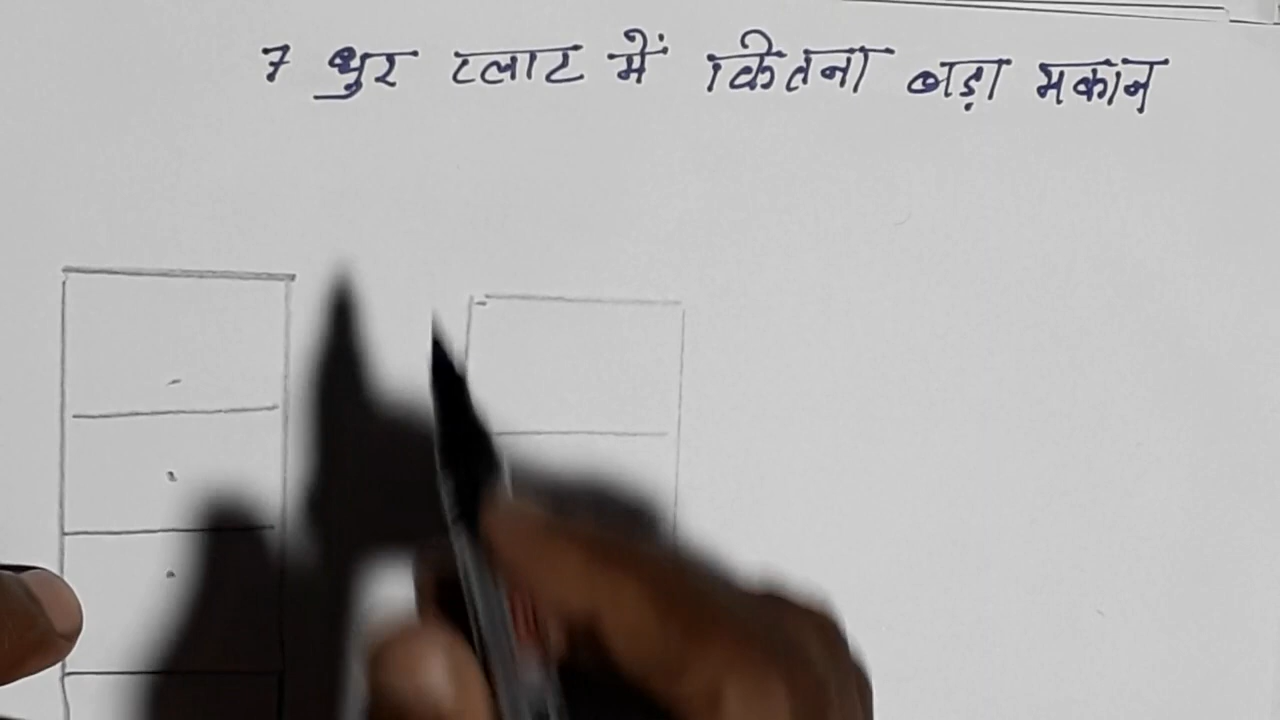 7 धुर प्लाट में कितना बड़ा मकान